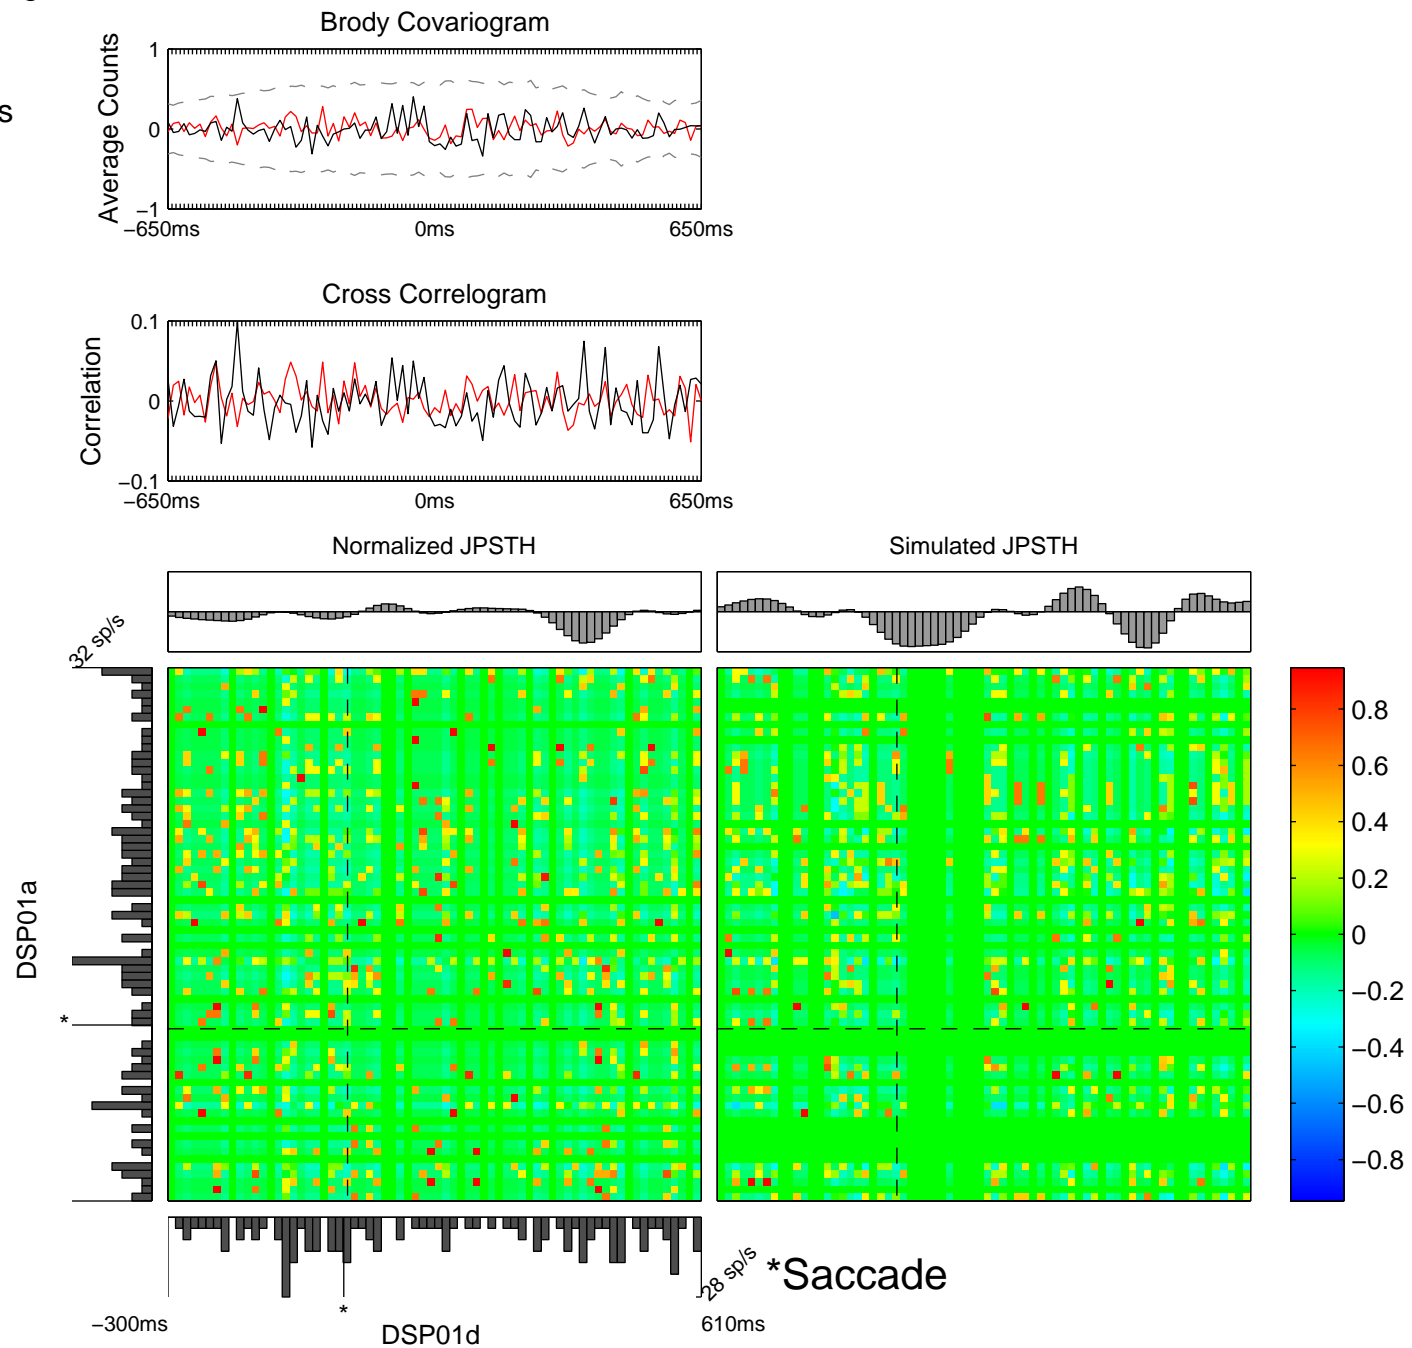 g
s
Brody Covariogram
Average Counts
1
0
−1
−650ms 0ms 650ms
Cross Correlogram
Correlation
0.1
0
−0.1
−650ms 0ms 650ms
Normalized JPSTH
Simulated JPSTH
32 sp/s
DSP01a
*
0.8
0.6
0.4
0.2
0
−0.2
−0.4
−0.6
−0.8
28 sp/s
*Saccade
*
−300ms
DSP01d
610ms